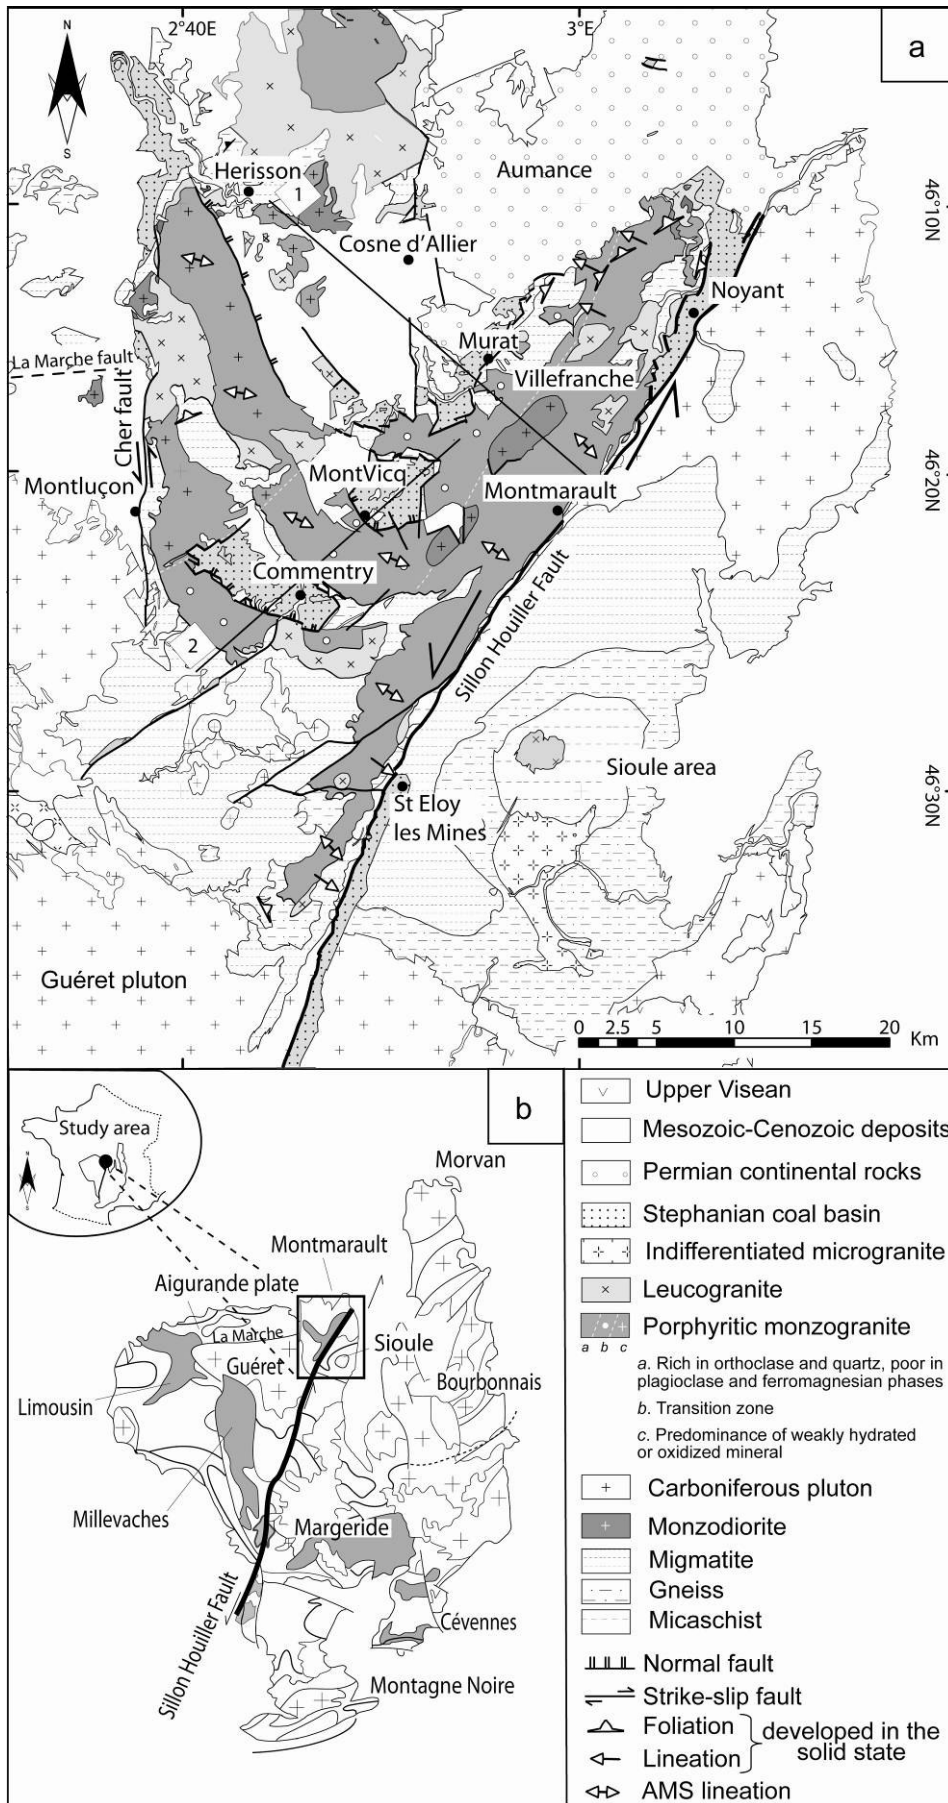 2°40E
3°E
a
N
S
Herisson
1
Aumance
46°10N
Cosne d'Allier
Noyant
Murat
La Marche fault
Villefranche
Cher fault
MontVicq
46°20N
Montluçon
Montmarault
Commentry
Sillon Houiller Fault
2
Sioule area
46°30N
St Eloy
les Mines
Guéret pluton
0 2.5 5 10 15 20 Km
b
Study area
N
S
Morvan
Montmarault
Aigurande plate
La Marche
Sioule
Guéret
Bourbonnais
Limousin
Millevaches
Margeride
Sillon Houiller Fault
Cévennes
Montagne Noire
Upper Visean
Mesozoic-Cenozoic deposits
Permian continental rocks
Stephanian coal basin
Indifferentiated microgranite
Leucogranite
Porphyritic monzogranite
a b c
a. Rich in orthoclase and quartz, poor in
plagioclase and ferromagnesian phases
b. Transition zone
c. Predominance of weakly hydrated
or oxidized mineral
Carboniferous pluton
Monzodiorite
Migmatite
Gneiss
Micaschist
Normal fault
Strike-slip fault
Foliation
Lineation
developed in the
solid state
AMS lineation